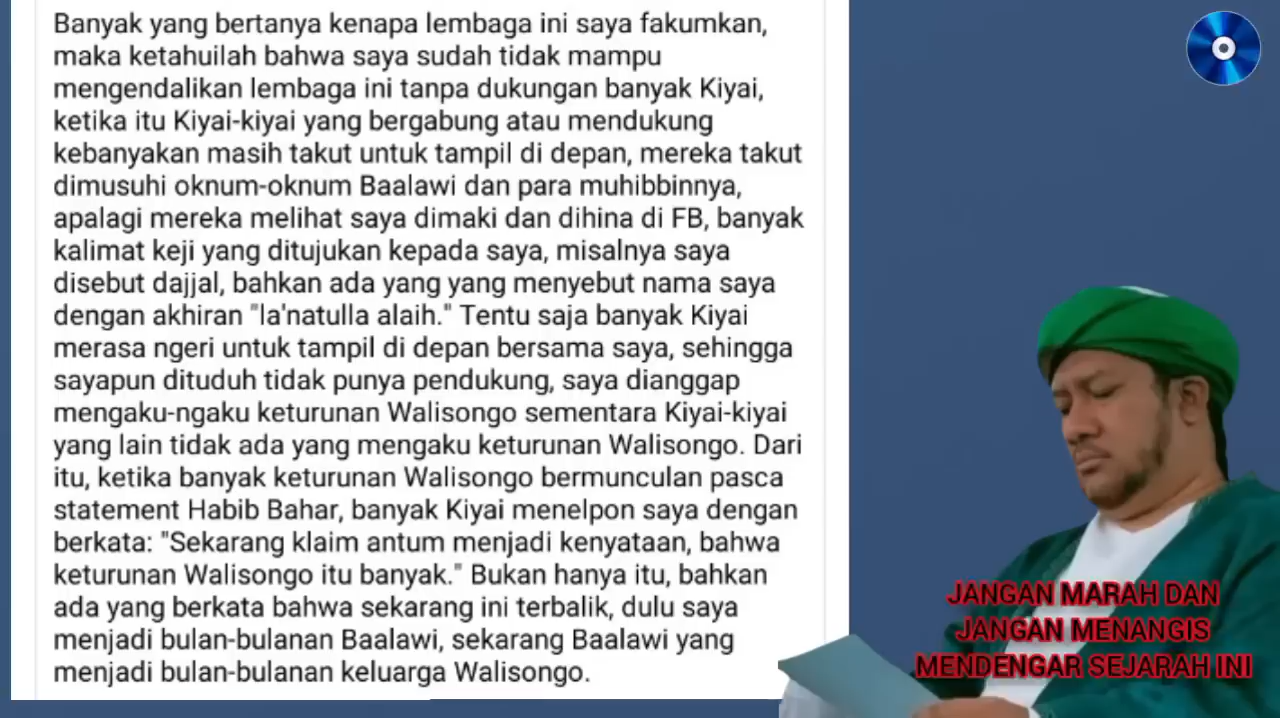 Banyak yang bertanya kenapa lembaga ini saya fakumkan,
maka ketahuilah bahwa saya sudah tidak mampu
mengendalikan lembaga ini tanpa dukungan banyak Kiyai,
ketika itu Kiyai-kiyai yang bergabung atau mendukung
kebanyakan masih takut untuk tampil di depan, mereka takut
dimusuhi oknum-oknum Baalawi dan para muhibbinnya,
apalagi mereka melihat saya dimaki dan dihina di FB, banyak
kalimat keji yang ditujukan kepada saya, misalnya saya
disebut dajjal, bahkan ada yang yang menyebut nama saya
dengan akhiran "la'natulla alaih." Tentu saja banyak Kiyai
merasa ngeri untuk tampil di depan bersama saya, sehingga
sayapun dituduh tidak punya pendukung, saya dianggap
mengaku-ngaku keturunan Walisongo sementara Kiyai-kiyai
yang lain tidak ada yang mengaku keturunan Walisongo. Dari
itu, ketika banyak keturunan Walisongo bermunculan pasca
statement Habib Bahar, banyak Kiyai menelpon saya dengan
berkata: "Sekarang klaim antum menjadi kenyataan, bahwa
keturunan Walisongo itu banyak." Bukan hanya itu, bahkan
ada yang berkata bahwa sekarang ini terbalik, dulu saya
menjadi bulan-bulanan Baalawi, sekarang Baalawi yang
menjadi bulan-bulanan keluarga Walisongo.
JANGAN MARAH DAN
JANGAN MENANGIS
MENDENGAR SEJARAH INI